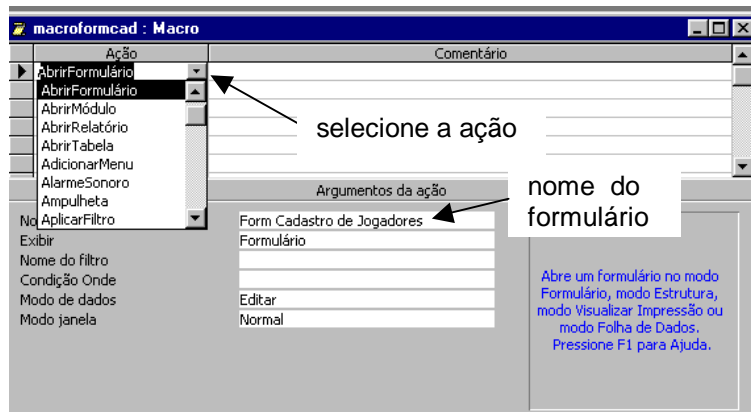 macroformcad : Macro
Ação Comentário
AbrirFormulário
AbrirFormulário
AbrirMódulo
AbrirRelatório
AbrirTabela
AdicionarMenu
AlarmeSonoro
Ampulheta
AplicarFiltro
selecione a ação
Argumentos da ação
nome do
formulário
No
Form Cadastro de Jogadores
Exibir Formulário
Nome do filtro
Condição Onde
Modo de dados Editar
Modo janela Normal
Abre um formulário no modo
Formulário, modo Estrutura,
modo Visualizar Impressão ou
modo Folha de Dados.
Pressione F1 para Ajuda.